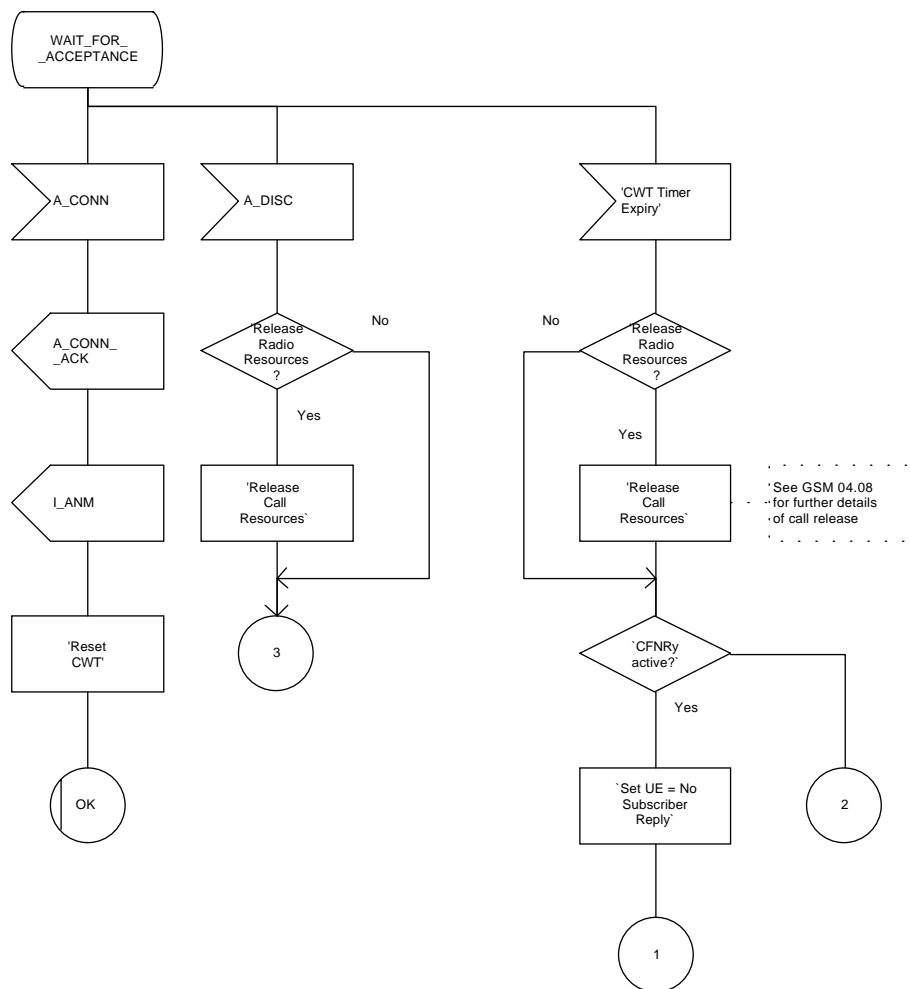 WAIT_FOR_
_ACCEPTANCE
A_CONN
A_DISC
'CWT Timer
Expiry'
A_CONN_
_ACK
'Release
Radio
Resources
?
No
Yes
No
'Release
Radio
Resources
?
Yes
I_ANM
'Release
Call
Resources`
'Release
Call
Resources`
See GSM 04.08
for further details
of call release
'Reset
CWT'
3
`CFNRy
active?`
Yes
OK
`Set UE = No
Subscriber
Reply`
2
1